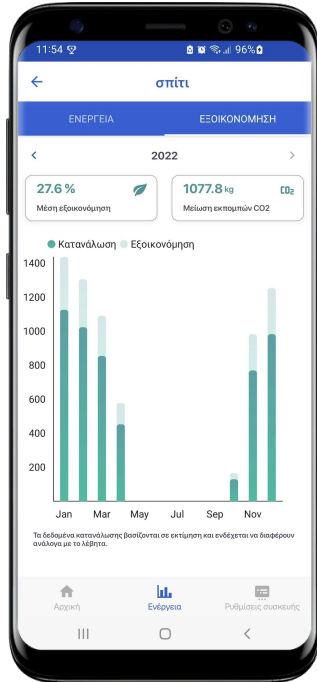 11:54 96%
σπίτι
ΕΝΕΡΓΕΙΑ ΕΞΟΙΚΟΝΟΜΗΣΗ
2022
27.6 % 1077.8 kg CO₂
Μέση εξοικονόμηση Μείωση εκπομπών CO2
Κατανάλωση Εξοικονόμηση
1400
1200
1000
800
600
400
200
Jan Mar May Jul Sep Nov
Τα δεδομένα κατανάλωσης βασίζονται σε εκτίμηση και ενδέχεται να διαφέρουν
ανάλογα με το λέβητα.
Αρχική Ενέργεια Ρυθμίσεις συσκευής